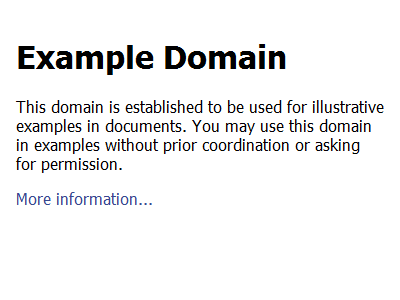 Example Domain
This domain is established to be used for illustrative
examples in documents. You may use this domain
in examples without prior coordination or asking
for permission.
More information...